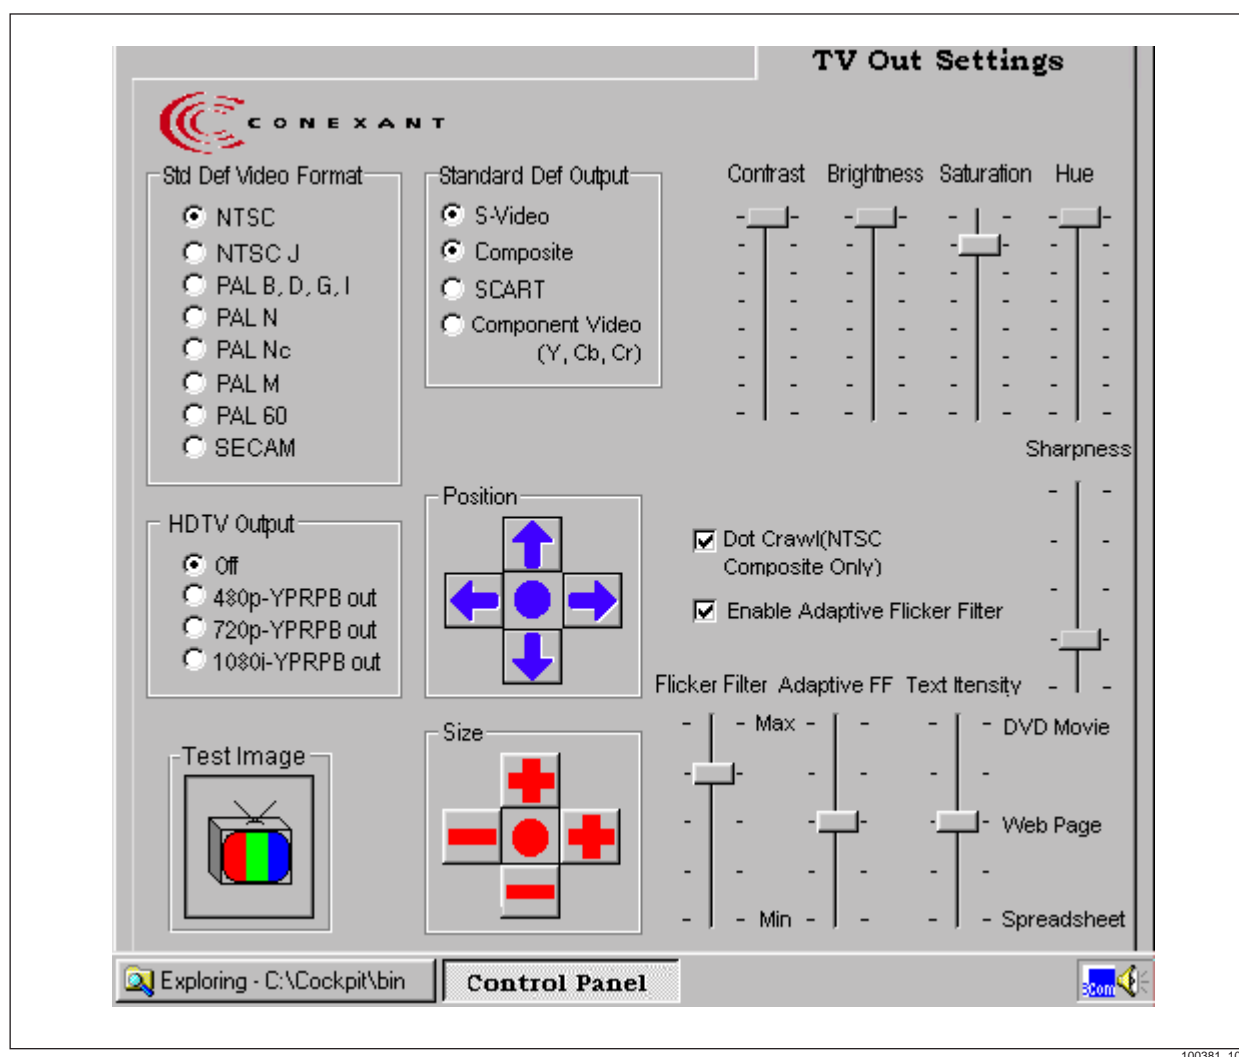 TV Out Settings
CONEXANT
Std Def Video Format
NTSC
NTSC J
PAL B, D, G, I
PAL N
PAL Nc
PAL M
PAL 60
SECAM
Standard Def Output
S-Video
Composite
SCART
Component Video
(Y, Cb, Cr)
Contrast Brightness Saturation Hue
Sharpness
HDTV Output
Off
480p-YPRPB out
720p-YPRPB out
1080i-YPRPB out
Position
Dot Crawl(NTSC
Composite Only)
Enable Adaptive Flicker Filter
Flicker Filter Adaptive FF Text Itensity
Max
DVD Movie
Web Page
Min
Spreadsheet
Test Image
Size
Exploring - C:\Cockpit\bin
Control Panel
3Com